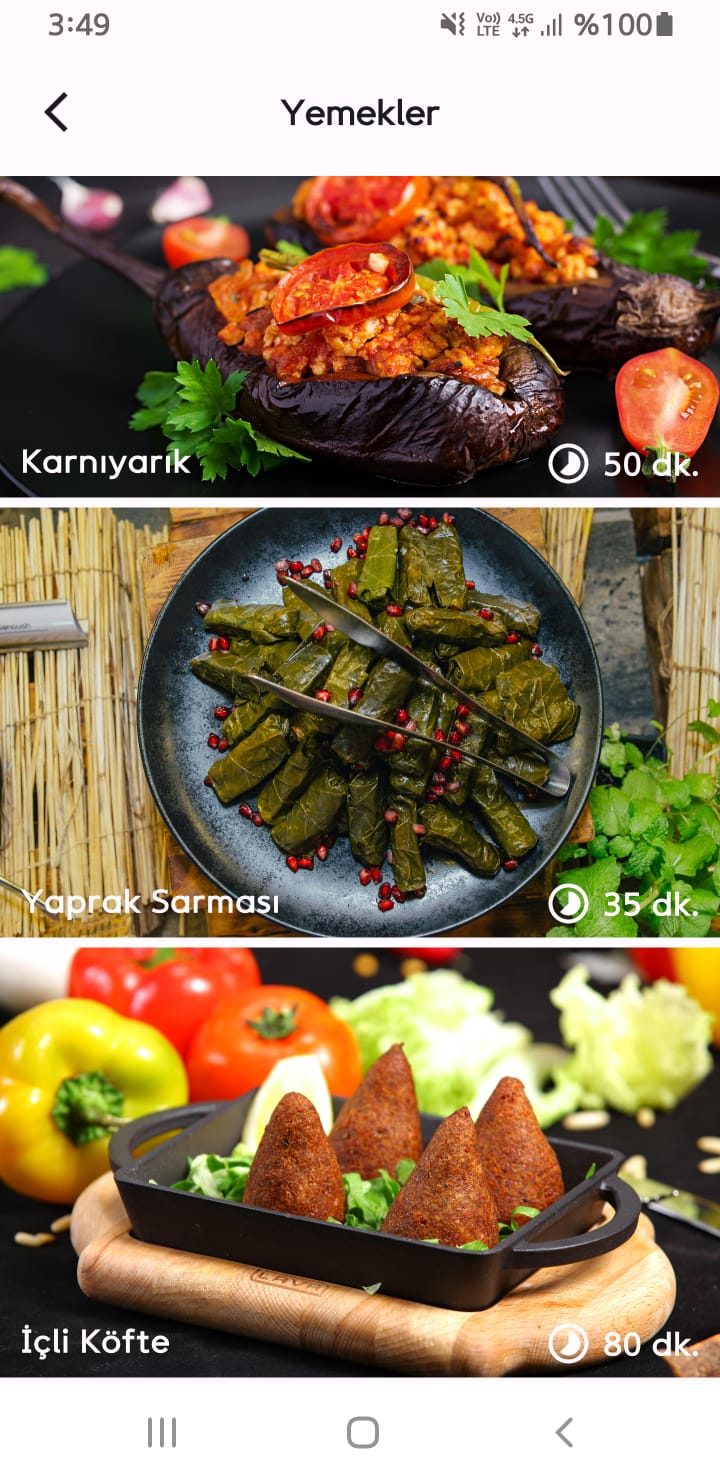 3:49
Vo)) LTE 4.5G %100
Yemekler
Karnıyarık
50 dk.
Yaprak Sarması
35 dk.
LAVA
İçli Köfte
80 dk.